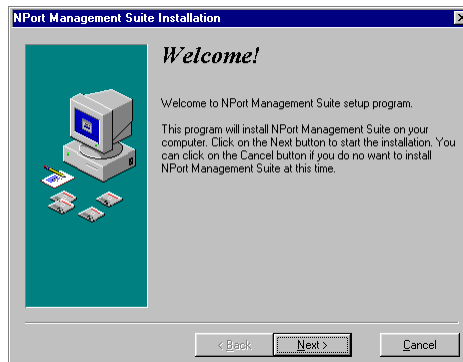 NPort Management Suite Installation
Welcome!
Welcome to NPort Management Suite setup program.
This program will install NPort Management Suite on your
computer. Click on the Next button to start the installation. You
can click on the Cancel button if you do no want to install
NPort Management Suite at this time.
< Back Next > Cancel